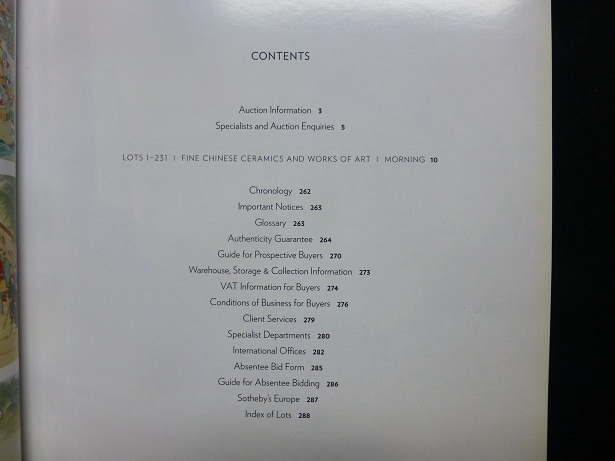 CONTENTS
Auction Information 3
Specialists and Auction Enquiries 5
LOTS 1–231 | FINE CHINESE CERAMICS AND WORKS OF ART | MORNING 10
Chronology 262
Important Notices 263
Glossary 263
Authenticity Guarantee 264
Guide for Prospective Buyers 270
Warehouse, Storage & Collection Information 273
VAT Information for Buyers 274
Conditions of Business for Buyers 276
Client Services 279
Specialist Departments 280
International Offices 282
Absentee Bid Form 285
Guide for Absentee Bidding 286
Sotheby's Europe 287
Index of Lots 288